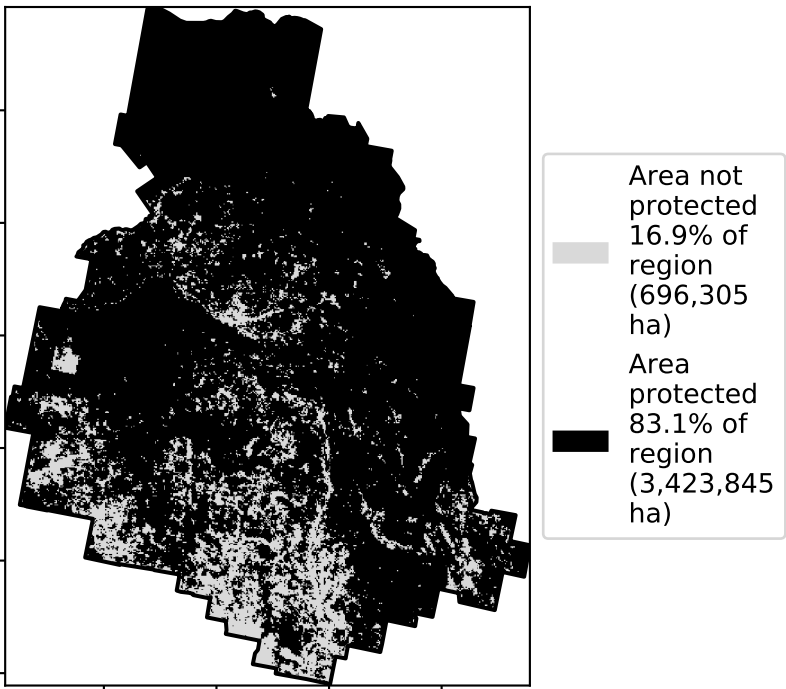 Area not
protected
16.9% of
region
(696,305
ha)
Area
protected
83.1% of
region
(3,423,845
ha)